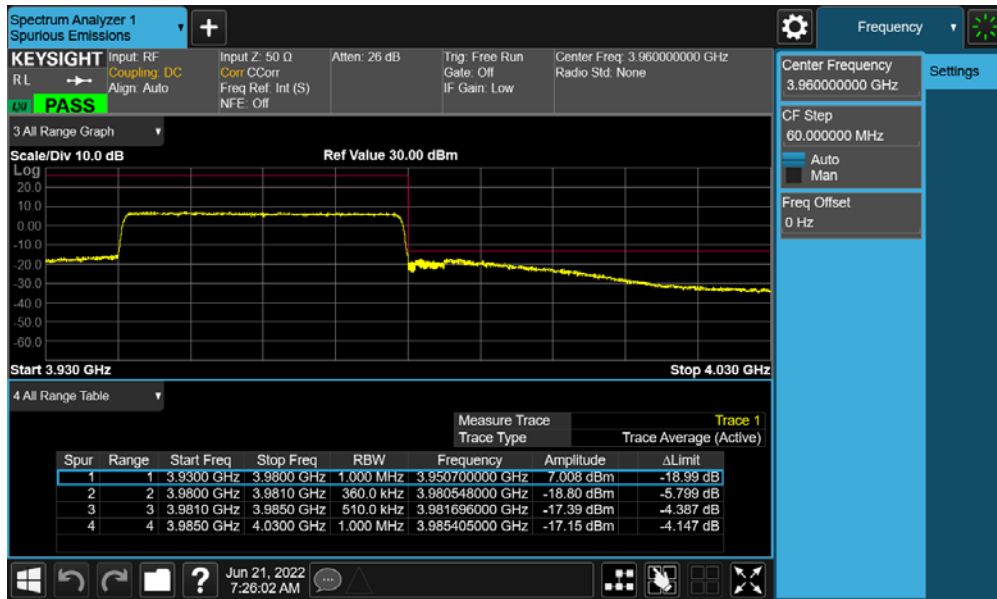 Spectrum Analyzer 1
Spurious Emissions
+
Frequency
KEYSIGHT
R L
LXI
PASS
Input: RF
Coupling: DC
Align: Auto
Input Z: 50 Ω
Corr CCorr
Freq Ref: Int (S)
NFE: Off
Atten: 26 dB
Trig: Free Run
Gate: Off
IF Gain: Low
Center Freq: 3.960000000 GHz
Radio Std: None
Center Frequency
3.960000000 GHz
Settings
CF Step
60.000000 MHz
Auto
Man
Freq Offset
0 Hz
3 All Range Graph
Scale/Div 10.0 dB
Ref Value 30.00 dBm
Log
20.0
10.0
0.00
-10.0
-20.0
-30.0
-40.0
-50.0
-60.0
Start 3.930 GHz
Stop 4.030 GHz
4 All Range Table
Measure Trace Trace 1
Trace Type Trace Average (Active)
Spur Range Start Freq Stop Freq RBW Frequency Amplitude ΔLimit
1 1 3.9300 GHz 3.9800 GHz 1.000 MHz 3.950700000 GHz 7.008 dBm -18.99 dB
2 2 3.9800 GHz 3.9810 GHz 360.0 kHz 3.980548000 GHz -18.80 dBm -5.799 dB
3 3 3.9810 GHz 3.9850 GHz 510.0 kHz 3.981696000 GHz -17.39 dBm -4.387 dB
4 4 3.9850 GHz 4.0300 GHz 1.000 MHz 3.985405000 GHz -17.15 dBm -4.147 dB
?
Jun 21, 2022
7:26:02 AM